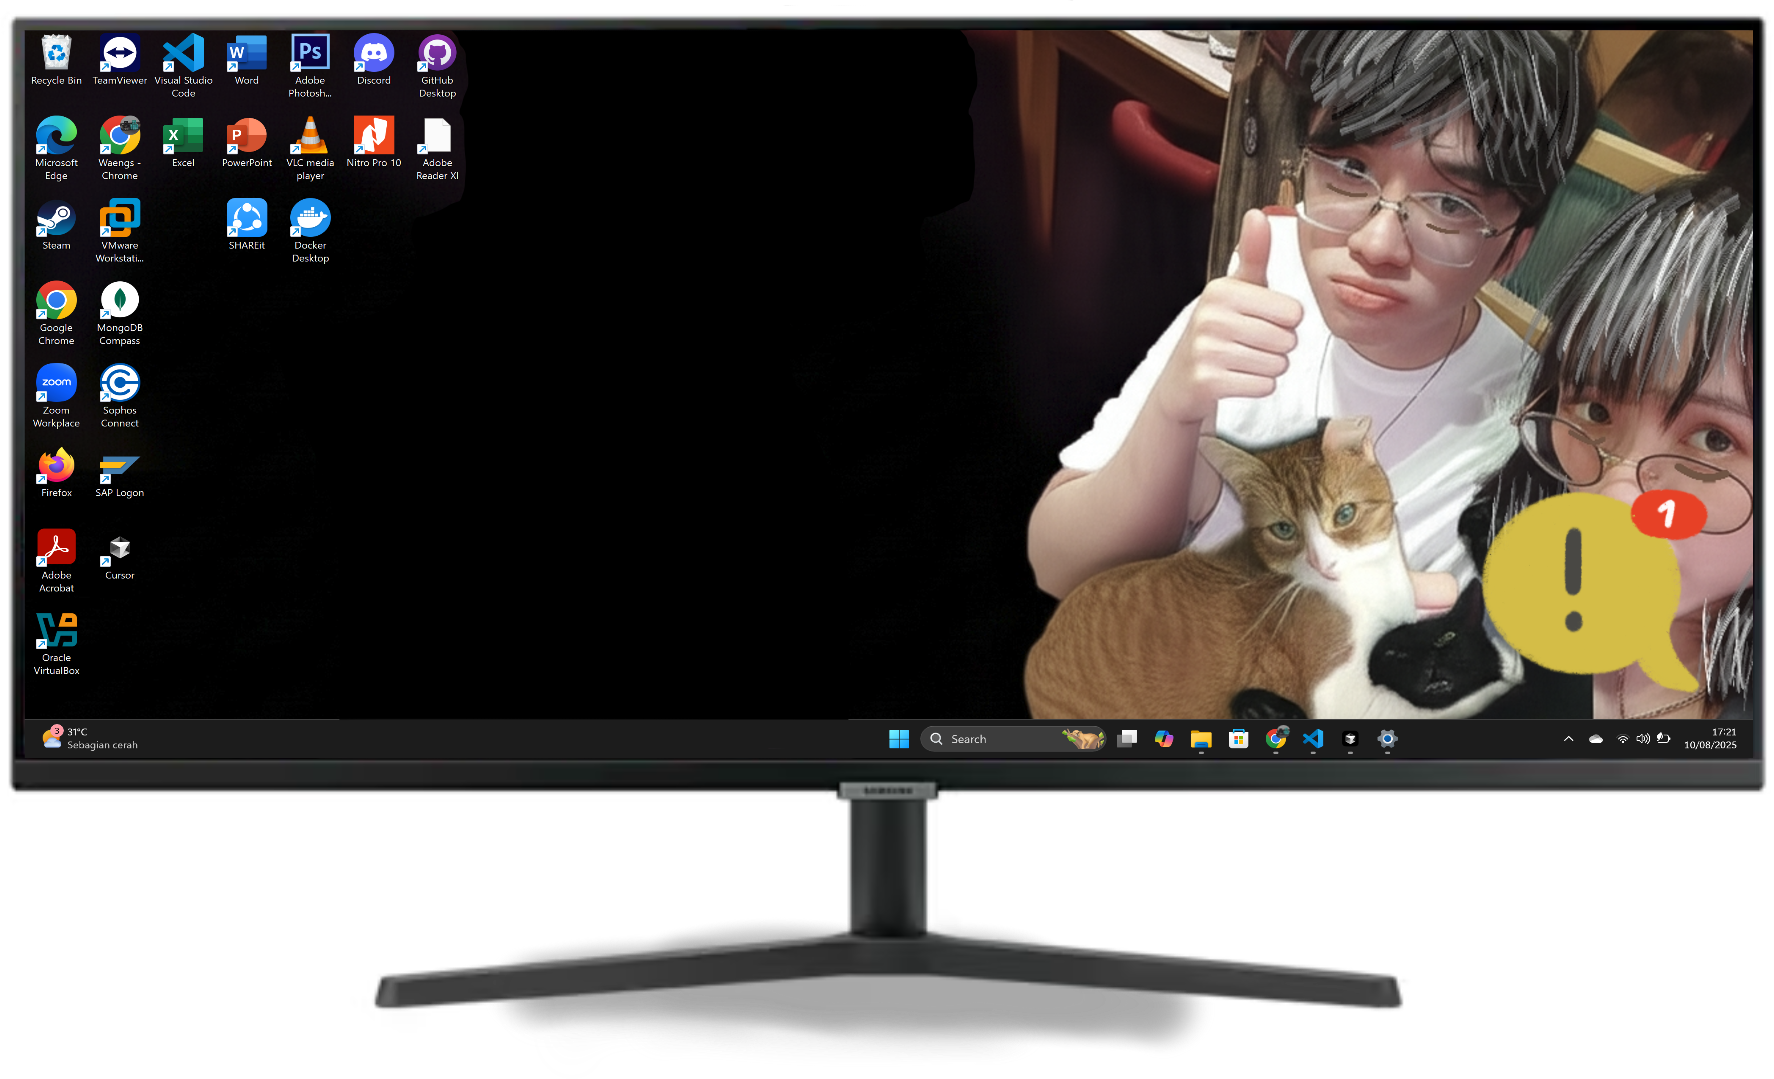 Recycle Bin
TeamViewer
Visual Studio
Code
W
Word
Ps
Adobe
Photosh...
Discord
GitHub
Desktop
Microsoft
Edge
Waengs -
Chrome
X
Excel
P
PowerPoint
VLC media
player
Nitro Pro 10
Adobe
Reader XI
Steam
VMware
Workstati...
SHAREit
Docker
Desktop
Google
Chrome
MongoDB
Compass
zoom
Zoom
Workplace
Sophos
Connect
Firefox
SAP Logon
Adobe
Acrobat
Cursor
Oracle
VirtualBox
1
!
3
31°C
Sebagian cerah
Search
17:21
10/08/2025
SAMSUNG